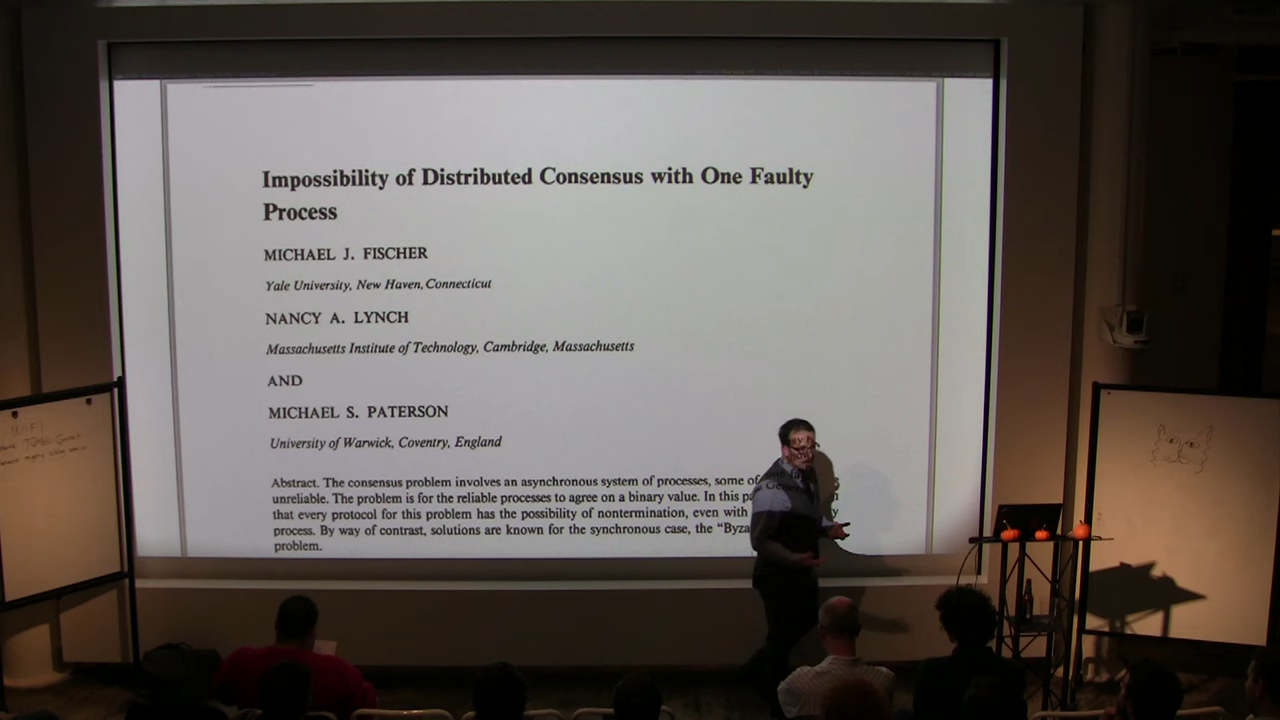 Impossibility of Distributed Consensus with One Faulty
Process
MICHAEL J. FISCHER
Yale University, New Haven, Connecticut
NANCY A. LYNCH
Massachusetts Institute of Technology, Cambridge, Massachusetts
AND
MICHAEL S. PATERSON
University of Warwick, Coventry, England
Abstract. The consensus problem involves an asynchronous system of processes, some of
unreliable. The problem is for the reliable processes to agree on a binary value. In this
that every protocol for this problem has the possibility of nontermination, even with
process. By way of contrast, solutions are known for the synchronous case, the
problem.
WIFI